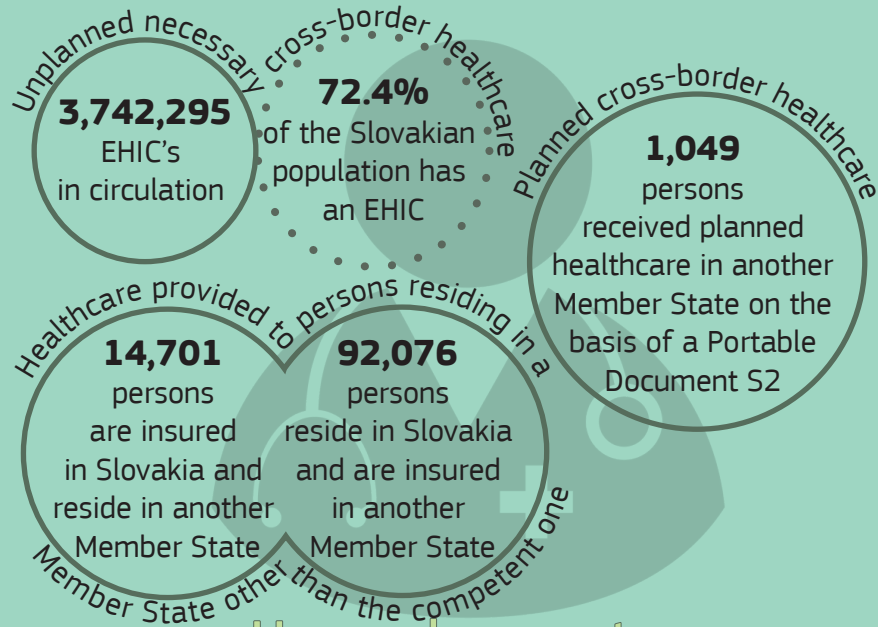 Unplanned necessary cross-border healthcare
3,742,295
EHIC's
in circulation
72.4%
of the Slovakian
population has
an EHIC
Planned cross-border healthcare
1,049
persons
received planned
healthcare in another
Member State on the
basis of a Portable
Document S2
Healthcare provided to persons residing in a
14,701
persons
are insured
in Slovakia and
reside in another
Member State
92,076
persons
reside in Slovakia
and are insured
in another
Member State
Member State other than the competent one